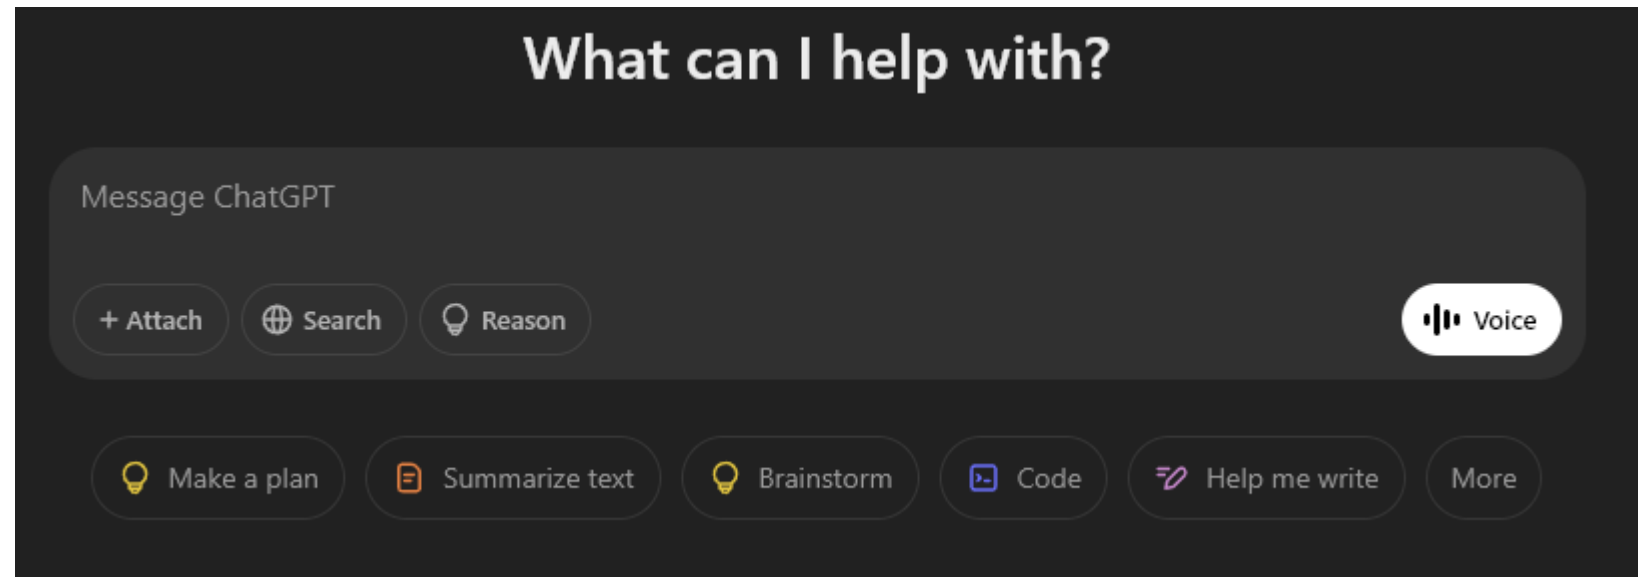 What can I help with?
Message ChatGPT
+ Attach Search Reason Voice
Make a plan Summarize text Brainstorm Code Help me write More